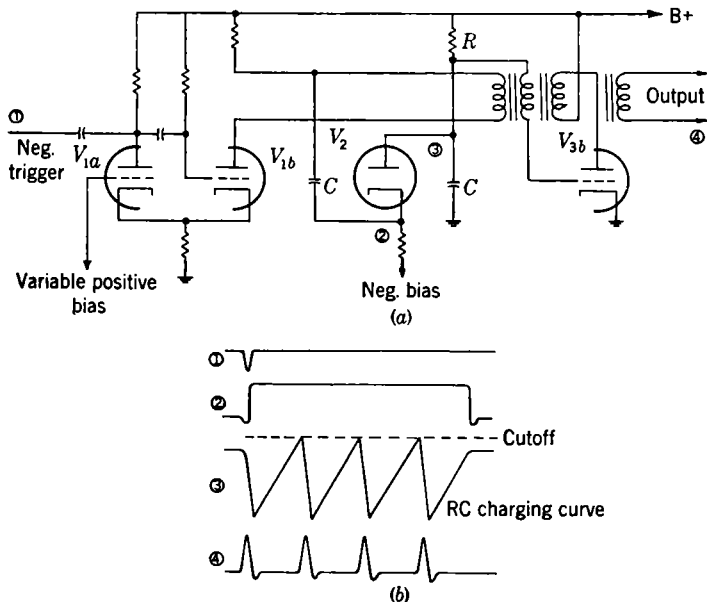 B+
R
①
Neg.
trigger
V1a
V1b
V2
③
V3b
Output
④
C
C
②
Variable positive
bias
Neg. bias
(a)
①
②
Cutoff
③
RC charging curve
④
(b)